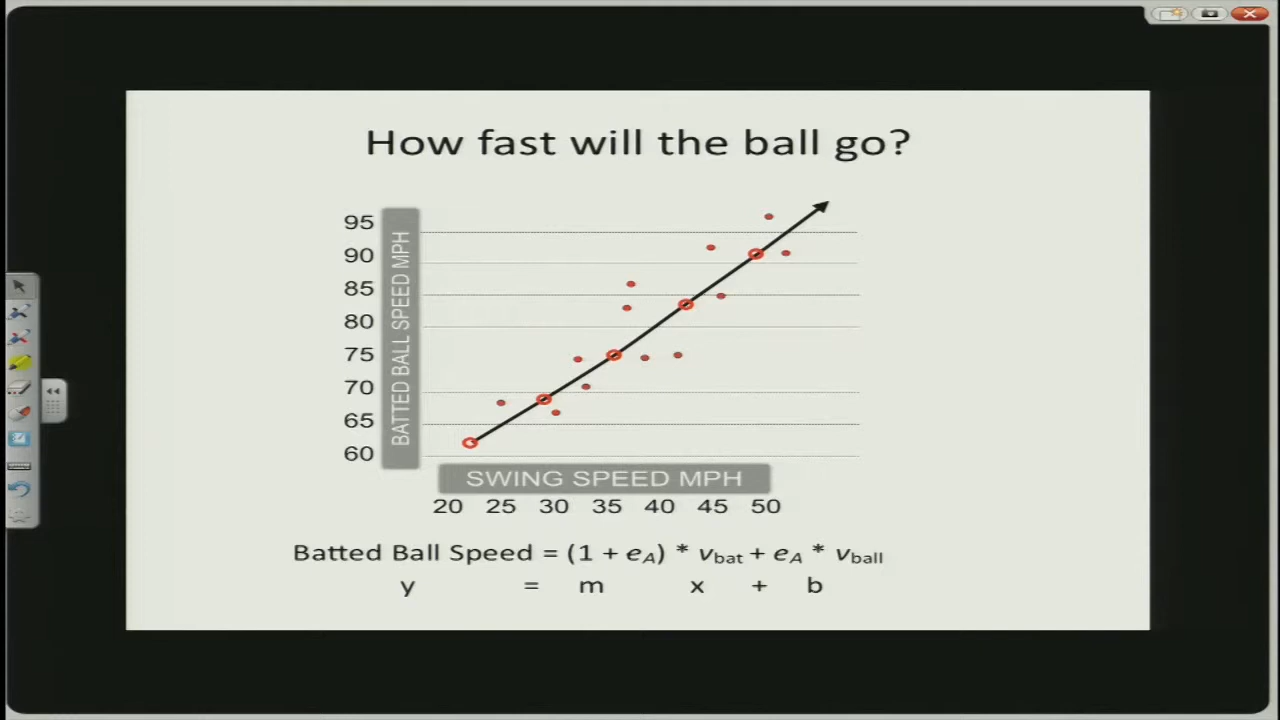 How fast will the ball go?
95
90
85
80
75
70
65
60
BATTED BALL SPEED MPH
SWING SPEED MPH
20 25 30 35 40 45 50
Batted Ball Speed = (1 + eA) * vbat + eA * vball
y = m x + b